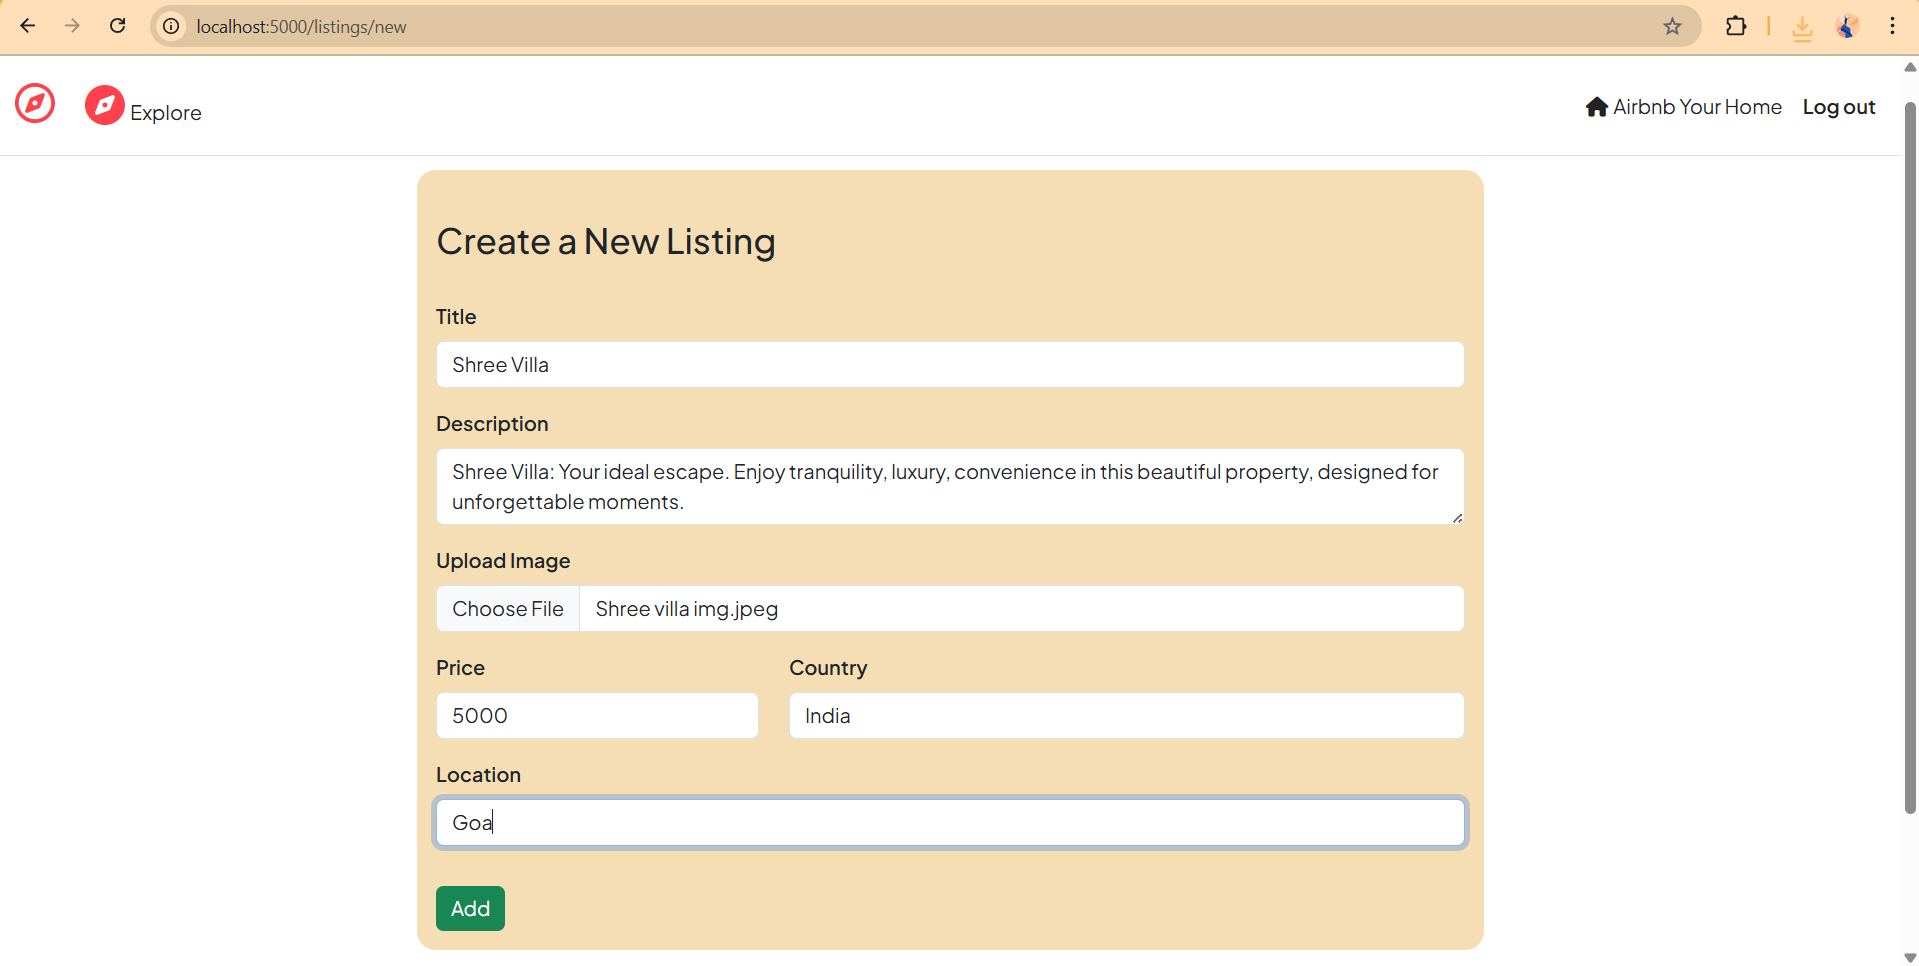 localhost:5000/listings/new
Explore
Airbnb Your Home Log out
Create a New Listing
Title
Shree Villa
Description
Shree Villa: Your ideal escape. Enjoy tranquility, luxury, convenience in this beautiful property, designed for
unforgettable moments.
Upload Image
Choose File Shree villa img.jpeg
Price Country
5000 India
Location
Goa
Add